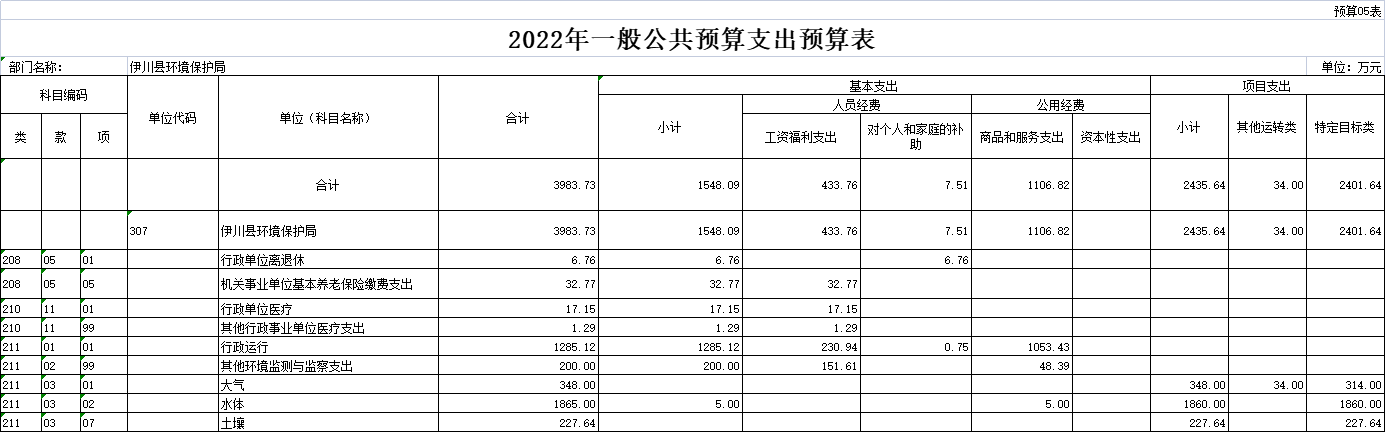 预算05表
2022年一般公共预算支出预算表
部门名称: 伊川县环境保护局 单位：万元
科目编码 单位代码 单位（科目名称） 合计 基本支出 项目支出
小计 人员经费 公用经费 小计 其他运转类 特定目标类
类 款 项 工资福利支出 对个人和家庭的补助 商品和服务支出 资本性支出
合计 3983.73 1548.09 433.76 7.51 1106.82 2435.64 34.00 2401.64
307 伊川县环境保护局 3983.73 1548.09 433.76 7.51 1106.82 2435.64 34.00 2401.64
208 05 01 行政单位离退休 6.76 6.76 6.76
208 05 05 机关事业单位基本养老保险缴费支出 32.77 32.77 32.77
210 11 01 行政单位医疗 17.15 17.15 17.15
210 11 99 其他行政事业单位医疗支出 1.29 1.29 1.29
211 01 01 行政运行 1285.12 1285.12 230.94 0.75 1053.43
211 02 99 其他环境监测与监察支出 200.00 200.00 151.61 48.39
211 03 01 大气 348.00 348.00 34.00 314.00
211 03 02 水体 1865.00 5.00 5.00 1860.00 1860.00
211 03 07 土壤 227.64 227.64 227.64